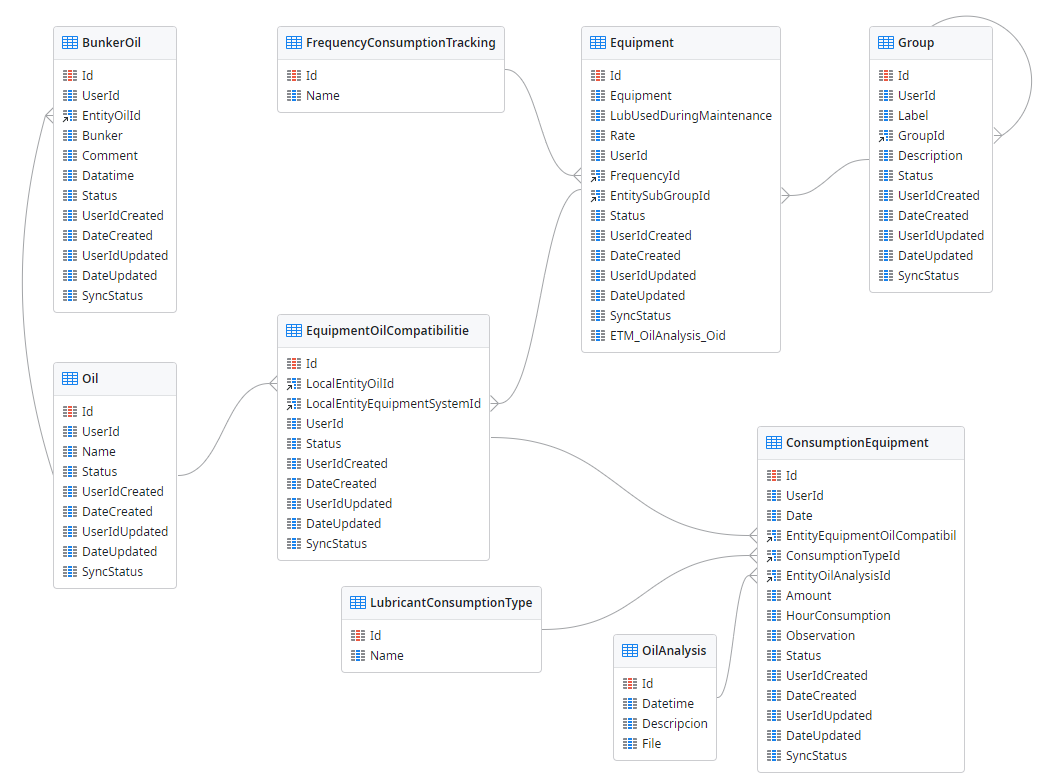 BunkerOil
Id
UserId
EntityOilId
Bunker
Comment
Datatime
Status
UserIdCreated
DateCreated
UserIdUpdated
DateUpdated
SyncStatus
FrequencyConsumptionTracking
Id
Name
Equipment
Id
Equipment
LubUsedDuringMaintenance
Rate
UserId
FrequencyId
EntitySubGroupId
Status
UserIdCreated
DateCreated
UserIdUpdated
DateUpdated
SyncStatus
ETM_OilAnalysis_Oid
Group
Id
UserId
Label
GroupId
Description
Status
UserIdCreated
DateCreated
UserIdUpdated
DateUpdated
SyncStatus
EquipmentOilCompatibilitie
Id
LocalEntityOilId
LocalEntityEquipmentSystemId
UserId
Status
UserIdCreated
DateCreated
UserIdUpdated
DateUpdated
SyncStatus
Oil
Id
UserId
Name
Status
UserIdCreated
DateCreated
UserIdUpdated
DateUpdated
SyncStatus
ConsumptionEquipment
Id
UserId
Date
EntityEquipmentOilCompatibil
ConsumptionTypeId
EntityOilAnalysisId
Amount
HourConsumption
Observation
Status
UserIdCreated
DateCreated
UserIdUpdated
DateUpdated
SyncStatus
LubricantConsumptionType
Id
Name
OilAnalysis
Id
Datetime
Descripcion
File